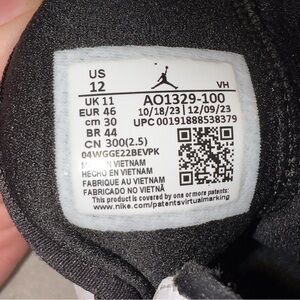 US
12
VH
UK 11
AO1329-100
EUR 46
10/18/23 12/09/23
cm 30
UPC 00191888538379
BR 44
CN 300(2.5)
04WGGE22BEVPK
IN VIETNAM
HECHO EN VIETNAM
FABRIQUE AU VIETNAM
FABRICADO NO VIETNÃ
This product is covered by one or more patents:
www.nike.com/patentsvirtualmarking